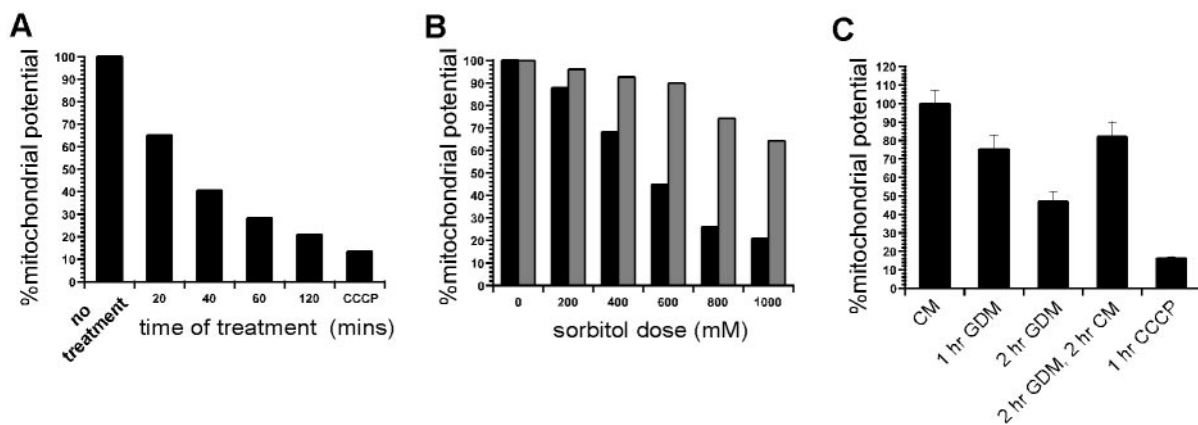 A
%mitochondrial potential
100
90
80
70
60
50
40
30
20
10
0
no treatment
20 40 60 120 CCCP
time of treatment (mins)
B
%mitochondrial potential
100
90
80
70
60
50
40
30
20
10
0
0 200 400 600 800 1000
sorbitol dose (mM)
C
%mitochondrial potential
120
110
100
90
80
70
60
50
40
30
20
10
0
CM
1 hr GDM
2 hr GDM
2 hr GDM, 2 hr CM
1 hr CCCP